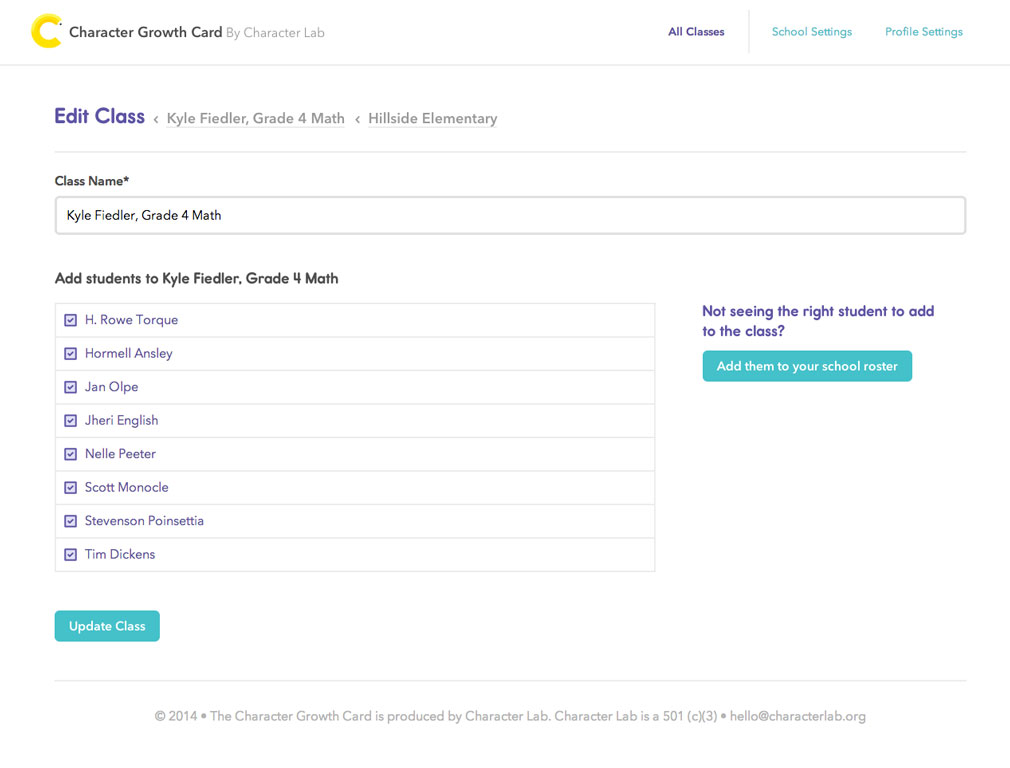 Character Growth Card By Character Lab
All Classes
School Settings
Profile Settings
Edit Class ‹ Kyle Fiedler, Grade 4 Math ‹ Hillside Elementary
Class Name*
Kyle Fiedler, Grade 4 Math
Add students to Kyle Fiedler, Grade 4 Math
H. Rowe Torque
Hormell Ansley
Jan Olpe
Jheri English
Nelle Peeter
Scott Monocle
Stevenson Poinsettia
Tim Dickens
Not seeing the right student to add
to the class?
Add them to your school roster
Update Class
© 2014 • The Character Growth Card is produced by Character Lab. Character Lab is a 501 (c)(3) • hello@characterlab.org